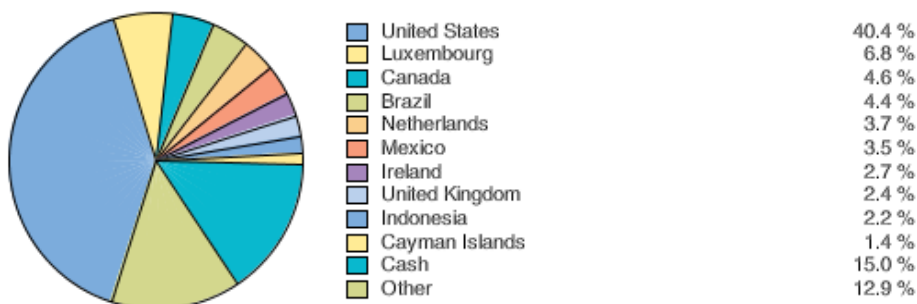 United States 40.4 %
Luxembourg 6.8 %
Canada 4.6 %
Brazil 4.4 %
Netherlands 3.7 %
Mexico 3.5 %
Ireland 2.7 %
United Kingdom 2.4 %
Indonesia 2.2 %
Cayman Islands 1.4 %
Cash 15.0 %
Other 12.9 %